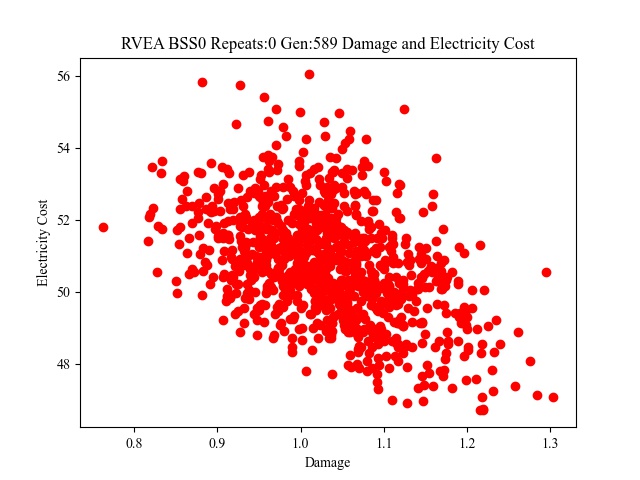 RVEA BSS0 Repeats:0 Gen:589 Damage and Electricity Cost
56
54
52
50
48
Electricity Cost
0.8 0.9 1.0 1.1 1.2 1.3
Damage